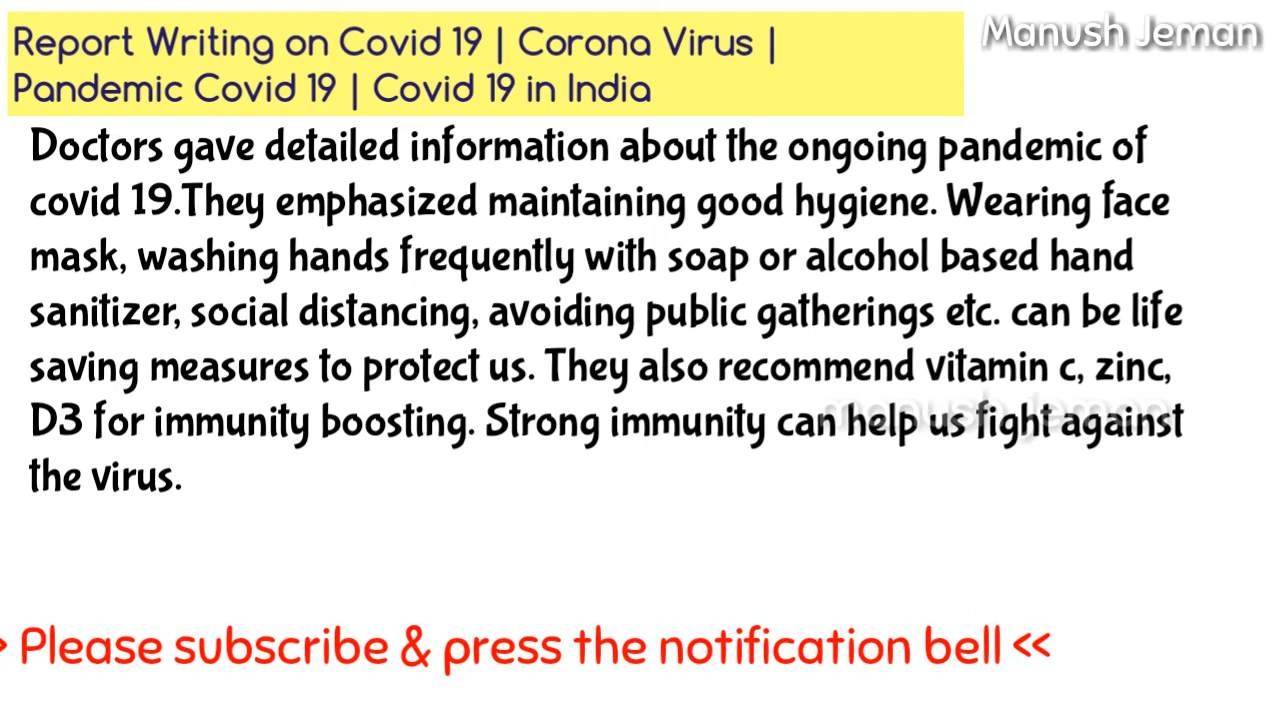 Report Writing on Covid 19 | Corona Virus |
Pandemic Covid 19 | Covid 19 in India
Manush Jeman
Doctors gave detailed information about the ongoing pandemic of
covid 19.They emphasized maintaining good hygiene. Wearing face
mask, washing hands frequently with soap or alcohol based hand
sanitizer, social distancing, avoiding public gatherings etc. can be life
saving measures to protect us. They also recommend vitamin c, zinc,
D3 for immunity boosting. Strong immunity can help us fight against
the virus.
manush jeman
> Please subscribe & press the notification bell <<